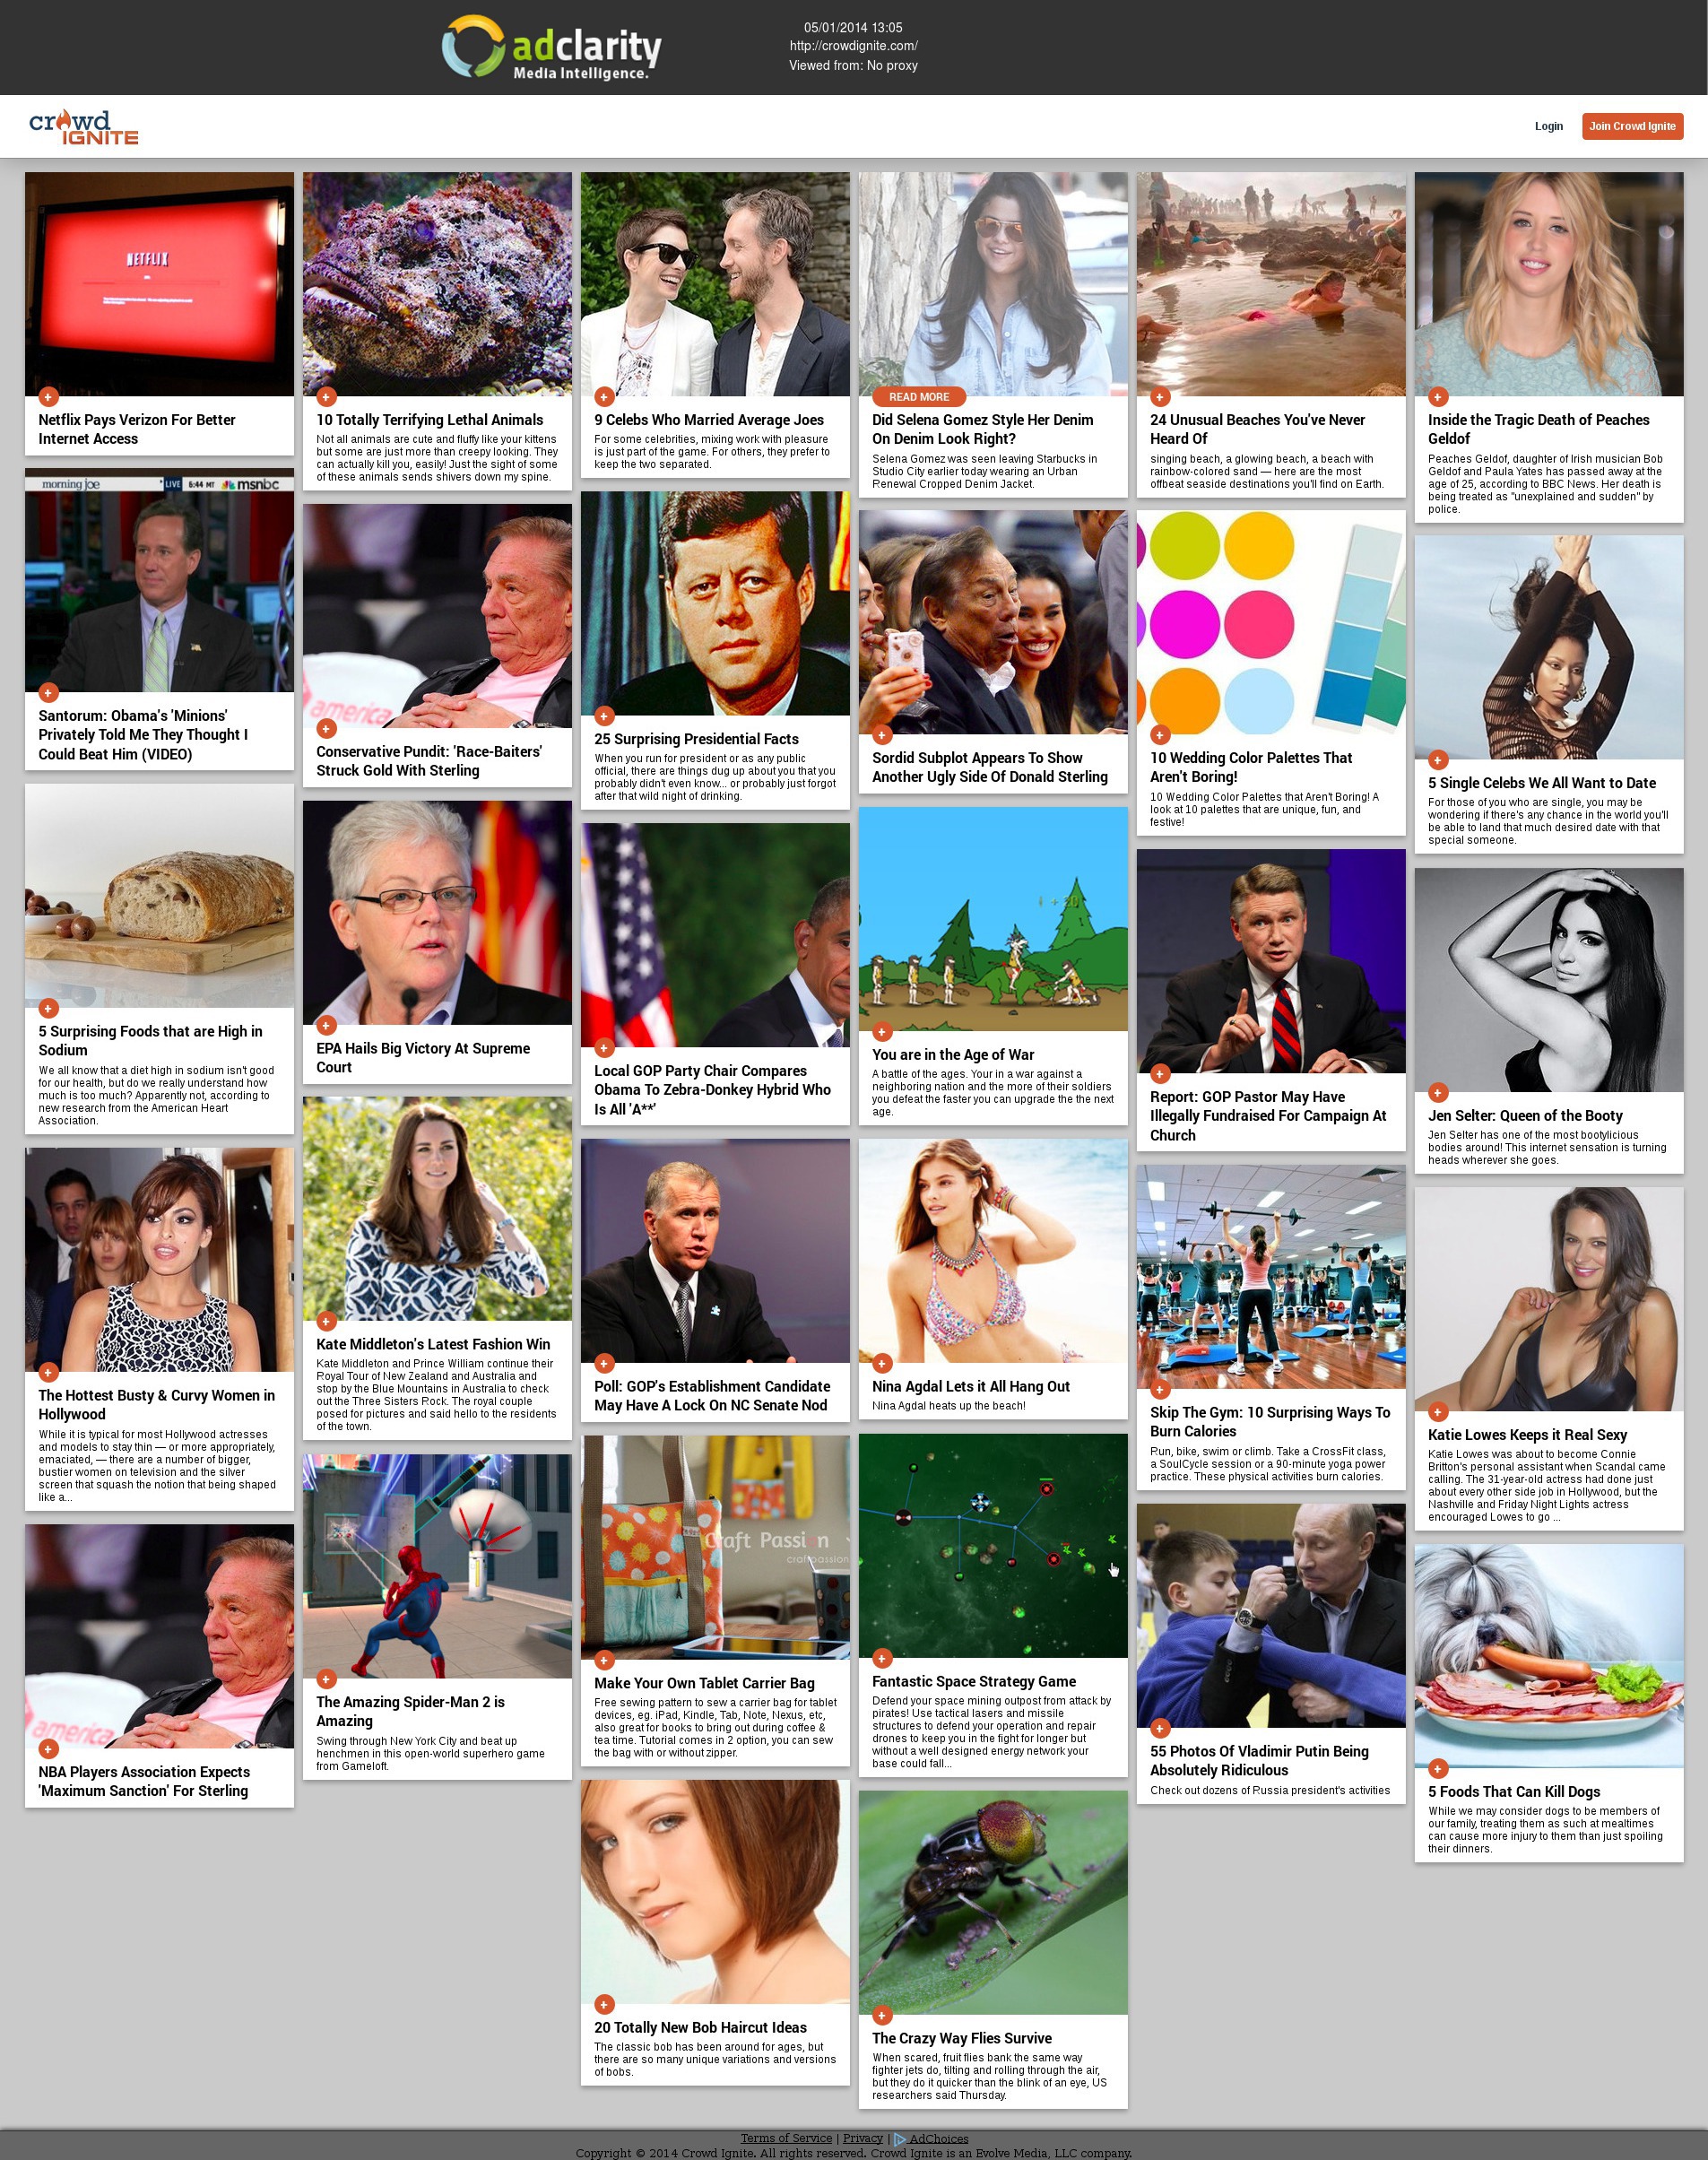 adclarity
Media Intelligence.
05/01/2014 13:05
http://crowdignite.com/
Viewed from: No proxy
crowd
IGNITE
Login
Join Crowd Ignite
NETFLIX
Netflix Pays Verizon For Better
Internet Access
morning joe
LIVE 5:44 MT msnbc
Santorum: Obama's 'Minions'
Privately Told Me They Thought I
Could Beat Him (VIDEO)
5 Surprising Foods that are High in
Sodium
We all know that a diet high in sodium isn't good
for our health, but do we really understand how
much is too much? Apparently not, according to
new research from the American Heart
Association.
The Hottest Busty & Curvy Women in
Hollywood
While it is typical for most Hollywood actresses
and models to stay thin — or more appropriately,
emaciated, — there are a number of bigger,
bustier women on television and the silver
screen that squash the notion that being shaped
like a...
america
NBA Players Association Expects
'Maximum Sanction' For Sterling
10 Totally Terrifying Lethal Animals
Not all animals are cute and fluffy like your kittens
but some are just more than creepy looking. They
can actually kill you, easily! Just the sight of some
of these animals sends shivers down my spine.
america
Conservative Pundit: 'Race-Baiters'
Struck Gold With Sterling
EPA Hails Big Victory At Supreme
Court
Kate Middleton's Latest Fashion Win
Kate Middleton and Prince William continue their
Royal Tour of New Zealand and Australia and
stop by the Blue Mountains in Australia to check
out the Three Sisters Rock. The royal couple
posed for pictures and said hello to the residents
of the town.
The Amazing Spider-Man 2 is
Amazing
Swing through New York City and beat up
henchmen in this open-world superhero game
from Gameloft.
9 Celebs Who Married Average Joes
For some celebrities, mixing work with pleasure
is just part of the game. For others, they prefer to
keep the two separated.
25 Surprising Presidential Facts
When you run for president or as any public
official, there are things dug up about you that you
probably didn't even know... or probably just forgot
after that wild night of drinking.
Local GOP Party Chair Compares
Obama To Zebra-Donkey Hybrid Who
Is All 'A**'
Poll: GOP's Establishment Candidate
May Have A Lock On NC Senate Nod
Craft Passion
craftpassion
Make Your Own Tablet Carrier Bag
Free sewing pattern to sew a carrier bag for tablet
devices, eg. iPad, Kindle, Tab, Note, Nexus, etc,
also great for books to bring out during coffee &
tea time. Tutorial comes in 2 option, you can sew
the bag with or without zipper.
20 Totally New Bob Haircut Ideas
The classic bob has been around for ages, but
there are so many unique variations and versions
of bobs.
READ MORE
Did Selena Gomez Style Her Denim
On Denim Look Right?
Selena Gomez was seen leaving Starbucks in
Studio City earlier today wearing an Urban
Renewal Cropped Denim Jacket.
Sordid Subplot Appears To Show
Another Ugly Side Of Donald Sterling
You are in the Age of War
A battle of the ages. Your in a war against a
neighboring nation and the more of their soldiers
you defeat the faster you can upgrade the the next
age.
Nina Agdal Lets it All Hang Out
Nina Agdal heats up the beach!
Fantastic Space Strategy Game
Defend your space mining outpost from attack by
pirates! Use tactical lasers and missile
structures to defend your operation and repair
drones to keep you in the fight for longer but
without a well designed energy network your
base could fall...
The Crazy Way Flies Survive
When scared, fruit flies bank the same way
fighter jets do, tilting and rolling through the air,
but they do it quicker than the blink of an eye, US
researchers said Thursday.
24 Unusual Beaches You've Never
Heard Of
singing beach, a glowing beach, a beach with
rainbow-colored sand — here are the most
offbeat seaside destinations you'll find on Earth.
10 Wedding Color Palettes That
Aren't Boring!
10 Wedding Color Palettes that Aren't Boring! A
look at 10 palettes that are unique, fun, and
festive!
Report: GOP Pastor May Have
Illegally Fundraised For Campaign At
Church
Skip The Gym: 10 Surprising Ways To
Burn Calories
Run, bike, swim or climb. Take a CrossFit class,
a SoulCycle session or a 90-minute yoga power
practice. These physical activities burn calories.
55 Photos Of Vladimir Putin Being
Absolutely Ridiculous
Check out dozens of Russia president's activities
Inside the Tragic Death of Peaches
Geldof
Peaches Geldof, daughter of Irish musician Bob
Geldof and Paula Yates has passed away at the
age of 25, according to BBC News. Her death is
being treated as "unexplained and sudden" by
police.
5 Single Celebs We All Want to Date
For those of you who are single, you may be
wondering if there's any chance in the world you'll
be able to land that much desired date with that
special someone.
Jen Selter: Queen of the Booty
Jen Selter has one of the most bootylicious
bodies around! This internet sensation is turning
heads wherever she goes.
Katie Lowes Keeps it Real Sexy
Katie Lowes was about to become Connie
Britton's personal assistant when Scandal came
calling. The 31-year-old actress had done just
about every other side job in Hollywood, but the
Nashville and Friday Night Lights actress
encouraged Lowes to go ...
5 Foods That Can Kill Dogs
While we may consider dogs to be members of
our family, treating them as such at mealtimes
can cause more injury to them than just spoiling
their dinners.
Terms of Service | Privacy | AdChoices
Copyright © 2014 Crowd Ignite. All rights reserved. Crowd Ignite is an Evolve Media, LLC company.